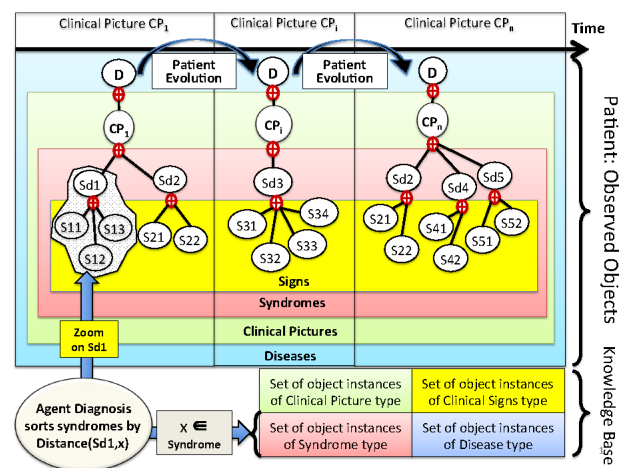 Clinical Picture CP1 Clinical Picture CPi Clinical Picture CPn
Time
D Patient Evolution D Patient Evolution D
CP1 CPi CPn
Sd1 Sd2 Sd3 Sd2 Sd4 Sd5
S11 S13 S12 S21 S22
S31 S34 S33 S32
S21 S22 S41 S42 S51 S52
Signs
Syndromes
Clinical Pictures
Diseases
Patient: Observed Objects
Zoom
on Sd1
Agent Diagnosis
sorts syndromes by
Distance(Sd1,x}
x ∈
Syndrome
Set of object instances
of Clinical Picture type
Set of object instances
of Clinical Signs type
Set of object instances
of Syndrome type
Set of object instances
of Disease type
Knowledge Base